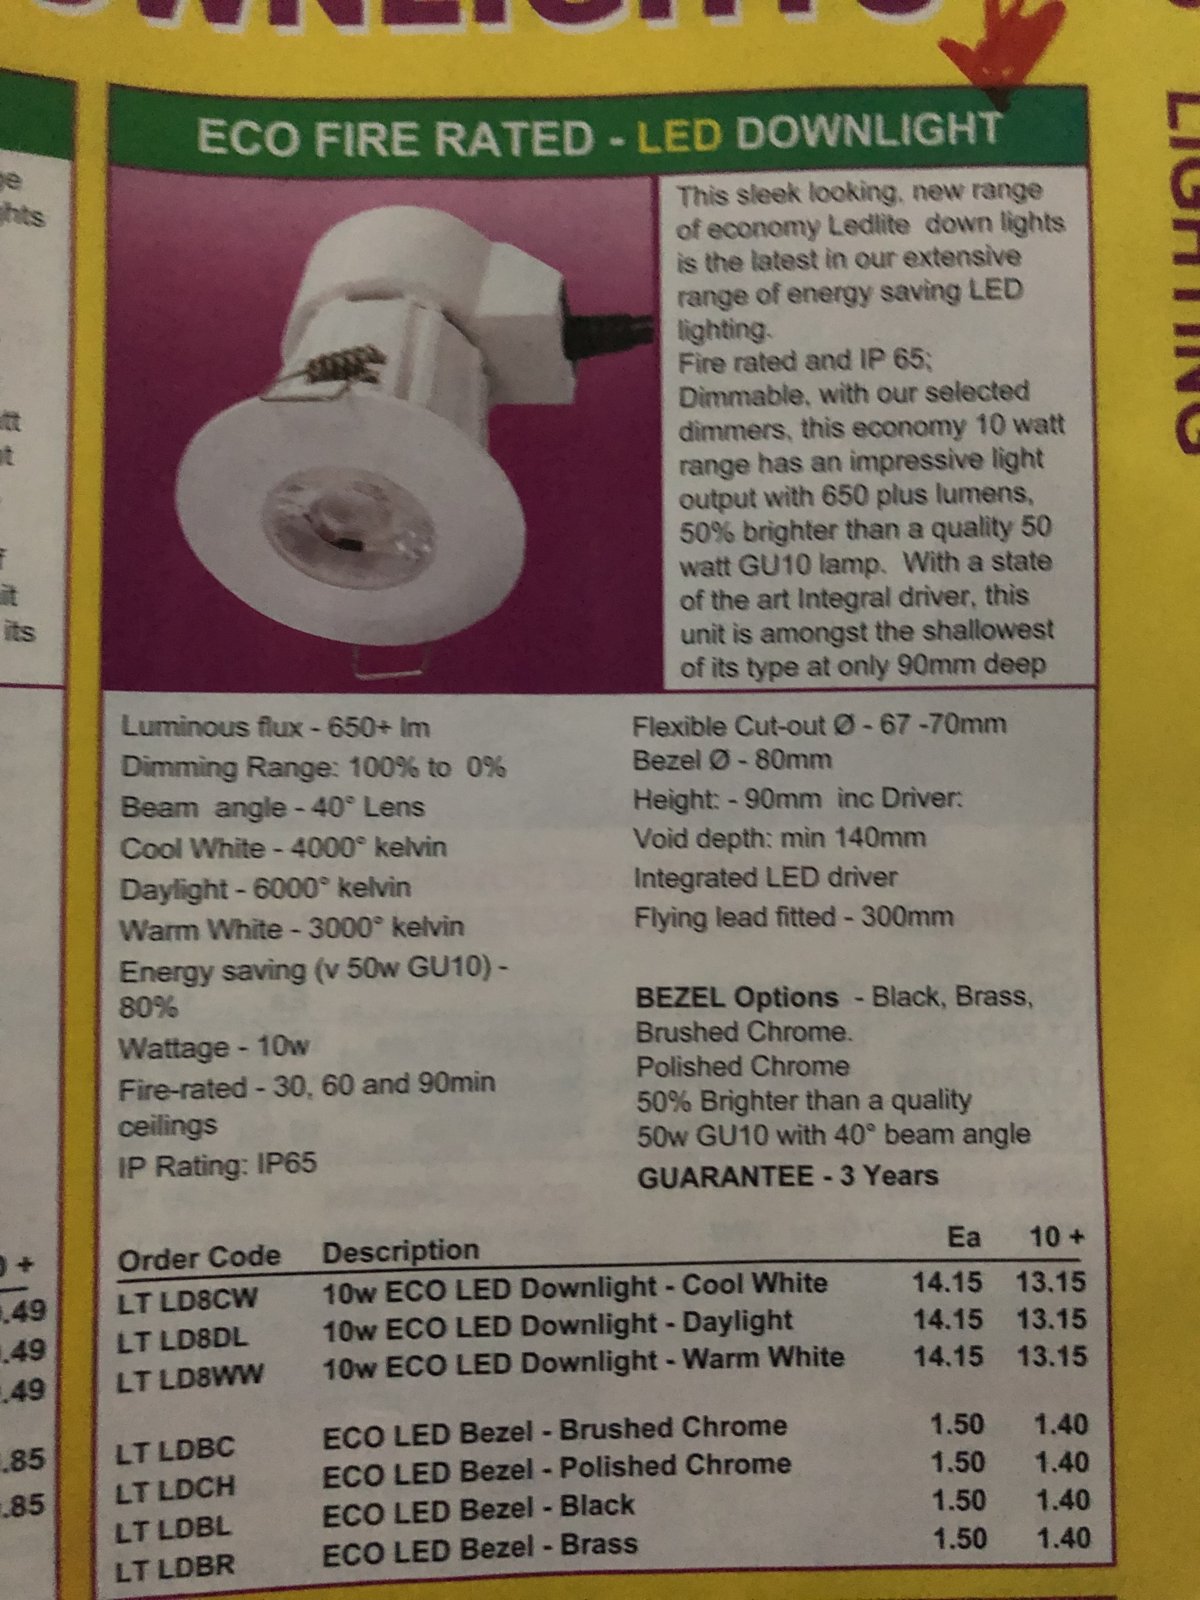 OWNLIGHTS
LIGHTING
ECO FIRE RATED - LED DOWNLIGHT
This sleek looking, new range
of economy Ledlite down lights
is the latest in our extensive
range of energy saving LED
lighting.
Fire rated and IP 65;
Dimmable, with our selected
dimmers, this economy 10 watt
range has an impressive light
output with 650 plus lumens,
50% brighter than a quality 50
watt GU10 lamp. With a state
of the art Integral driver, this
unit is amongst the shallowest
of its type at only 90mm deep
Luminous flux - 650+ lm
Dimming Range: 100% to 0%
Beam angle - 40° Lens
Cool White - 4000° kelvin
Daylight - 6000° kelvin
Warm White - 3000° kelvin
Energy saving (v 50w GU10) -
80%
Wattage - 10w
Fire-rated - 30, 60 and 90min
ceilings
IP Rating: IP65
Flexible Cut-out Ø - 67 -70mm
Bezel Ø - 80mm
Height: - 90mm inc Driver:
Void depth: min 140mm
Integrated LED driver
Flying lead fitted - 300mm
BEZEL Options - Black, Brass,
Brushed Chrome.
Polished Chrome
50% Brighter than a quality
50w GU10 with 40° beam angle
GUARANTEE - 3 Years
Order Code Description Ea 10 +
LT LD8CW 10w ECO LED Downlight - Cool White 14.15 13.15
LT LD8DL 10w ECO LED Downlight - Daylight 14.15 13.15
LT LD8WW 10w ECO LED Downlight - Warm White 14.15 13.15
LT LDBC ECO LED Bezel - Brushed Chrome 1.50 1.40
LT LDCH ECO LED Bezel - Polished Chrome 1.50 1.40
LT LDBL ECO LED Bezel - Black 1.50 1.40
LT LDBR ECO LED Bezel - Brass 1.50 1.40
its
.49
.49
.49
.85
.85